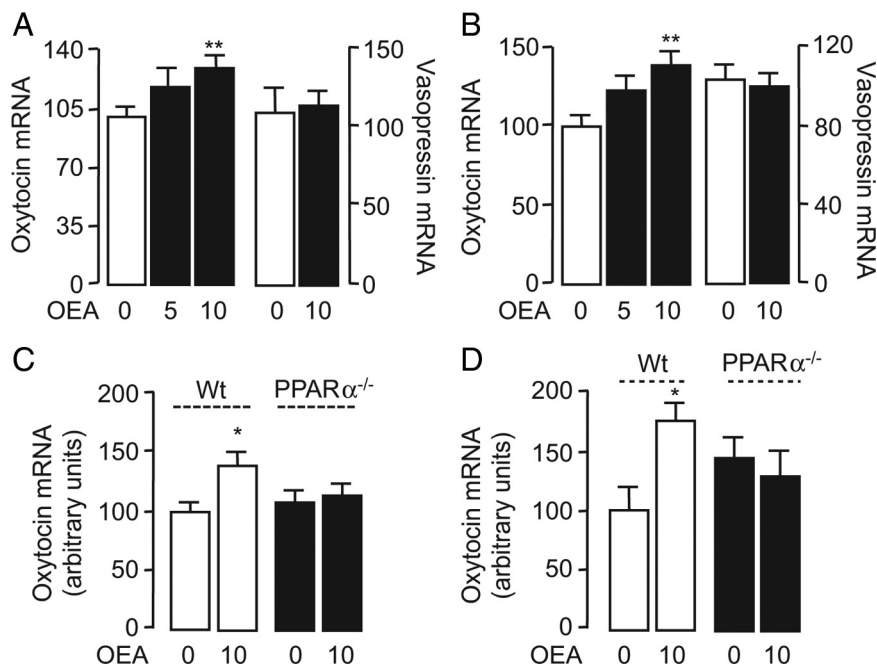 A
Oxytocin mRNA
140
105
70
35
0
**
150
100
50
0
Vasopressin mRNA
OEA 0 5 10 0 10
B
Oxytocin mRNA
150
100
50
0
**
120
80
40
0
Vasopressin mRNA
OEA 0 5 10 0 10
C
Oxytocin mRNA
(arbitrary units)
200
150
100
50
0
Wt PPARα-/-
*
OEA 0 10 0 10
D
Oxytocin mRNA
(arbitrary units)
200
150
100
50
0
Wt PPARα-/-
*
OEA 0 10 0 10